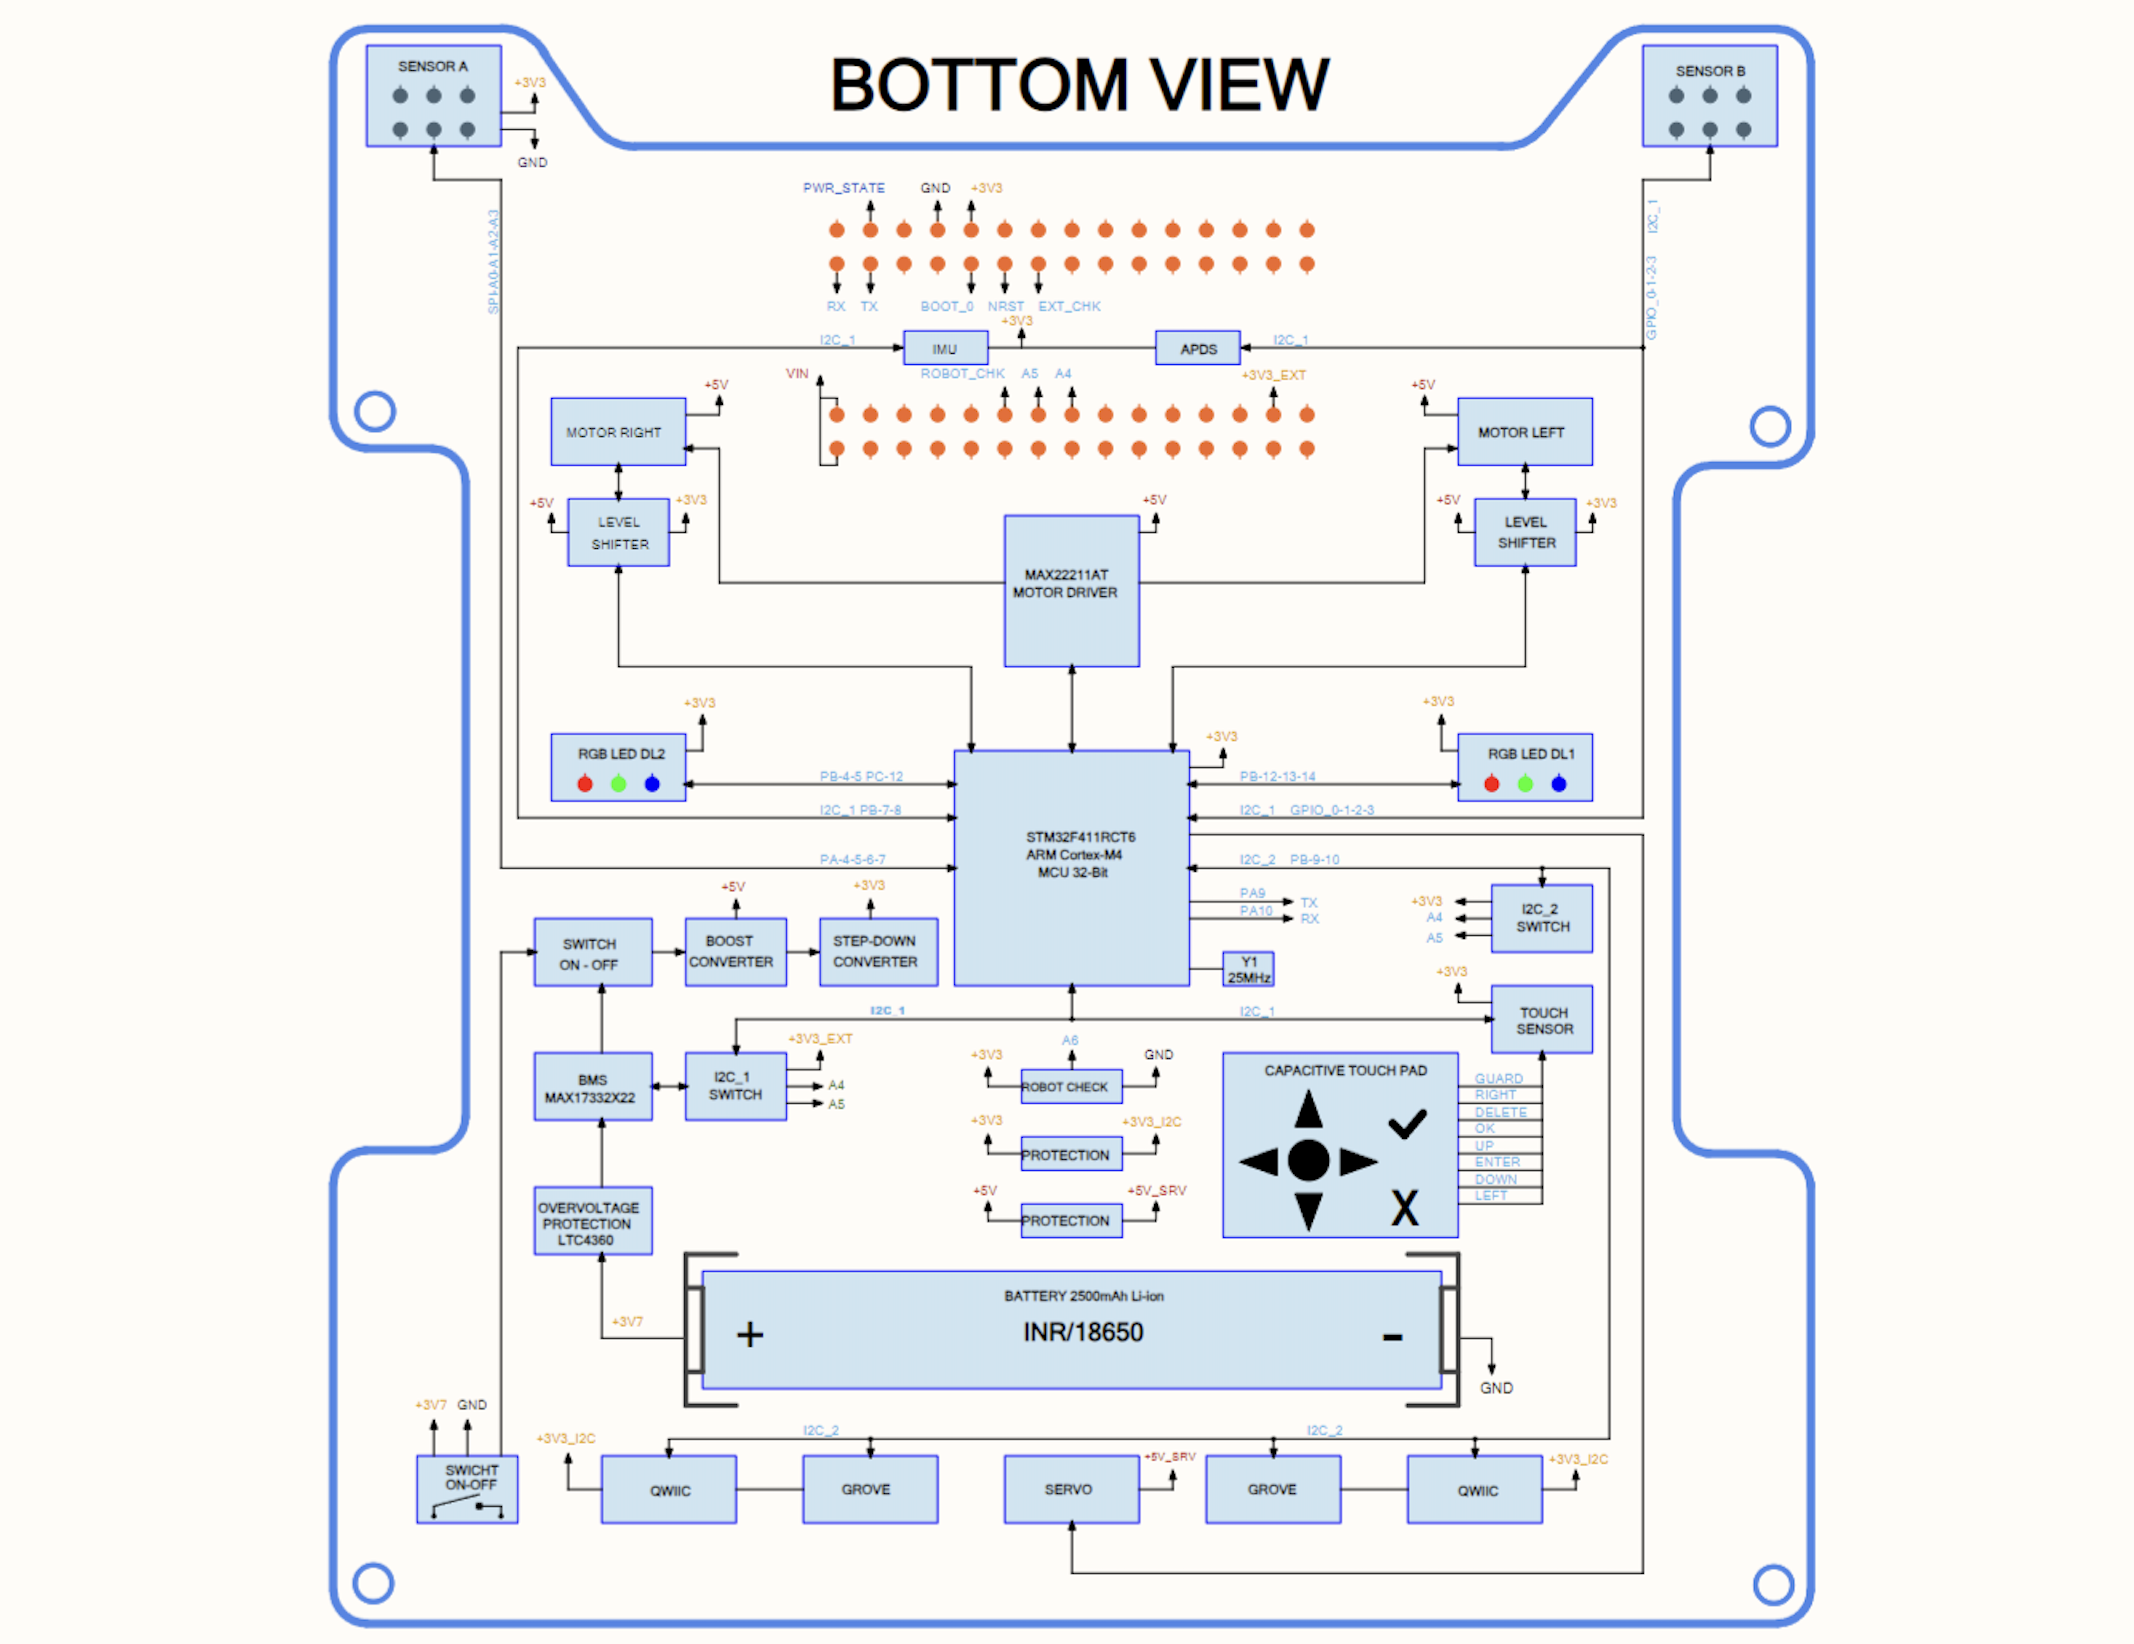 BOTTOM VIEW
SENSOR A
+3V3
GND
SENSOR B
SPI-A0-A1-A2-A3
I2C_1
GPIO_0-1-2-3
PWR_STATE GND +3V3
RX TX BOOT_0 NRST EXT_CHK
+3V3
I2C_1 IMU APDS I2C_1
VIN ROBOT_CHK A5 A4 +3V3_EXT
+5V
MOTOR RIGHT
+5V
MOTOR LEFT
+5V +3V3
LEVEL
SHIFTER
+5V
MAX22211AT
MOTOR DRIVER
+5V +3V3
LEVEL
SHIFTER
+3V3
RGB LED DL2
+3V3
RGB LED DL1
+3V3
PB-4-5 PC-12
I2C_1 PB-7-8
PA-4-5-6-7
STM32F411RCT6
ARM Cortex-M4
MCU 32-Bit
PB-12-13-14
I2C_1 GPIO_0-1-2-3
I2C_2 PB-9-10
PA9 TX
PA10 RX
Y1
25MHz
+3V3
A4
A5
I2C_2
SWITCH
SWITCH
ON - OFF
+5V
BOOST
CONVERTER
+3V3
STEP-DOWN
CONVERTER
I2C_1
I2C_1
+3V3
TOUCH
SENSOR
BMS
MAX17332X22
I2C_1
SWITCH
+3V3_EXT
A4
A5
A6
+3V3 GND
ROBOT CHECK
+3V3 +3V3_I2C
PROTECTION
+5V +5V_SRV
PROTECTION
CAPACITIVE TOUCH PAD
X
GUARD
RIGHT
DELETE
OK
UP
ENTER
DOWN
LEFT
OVERVOLTAGE
PROTECTION
LTC4360
+3V7
BATTERY 2500mAh Li-ion
+ INR/18650 -
GND
+3V7 GND
SWICHT
ON-OFF
+3V3_I2C
I2C_2
I2C_2
QWIIC
GROVE
SERVO
+5V_SRV
GROVE
QWIIC
+3V3_I2C